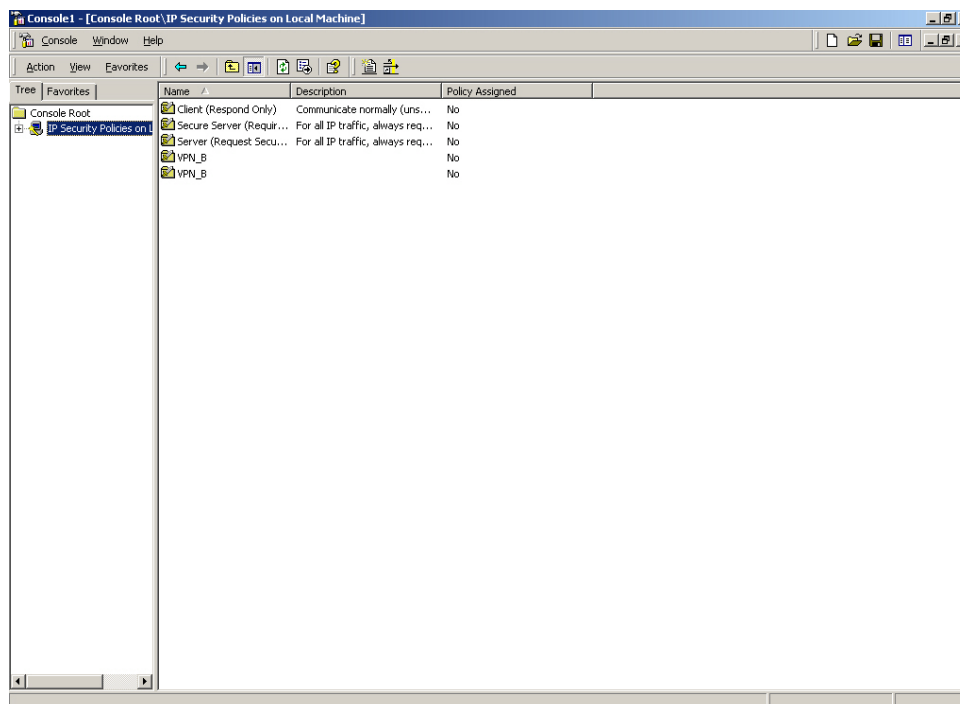 Console1 - [Console Root\IP Security Policies on Local Machine]
Console Window Help
Action View Favorites
Tree Favorites Name Description Policy Assigned
Console Root
IP Security Policies on L
Client (Respond Only) Communicate normally (uns... No
Secure Server (Requir... For all IP traffic, always req... No
Server (Request Secu... For all IP traffic, always req... No
VPN_B No
VPN_B No